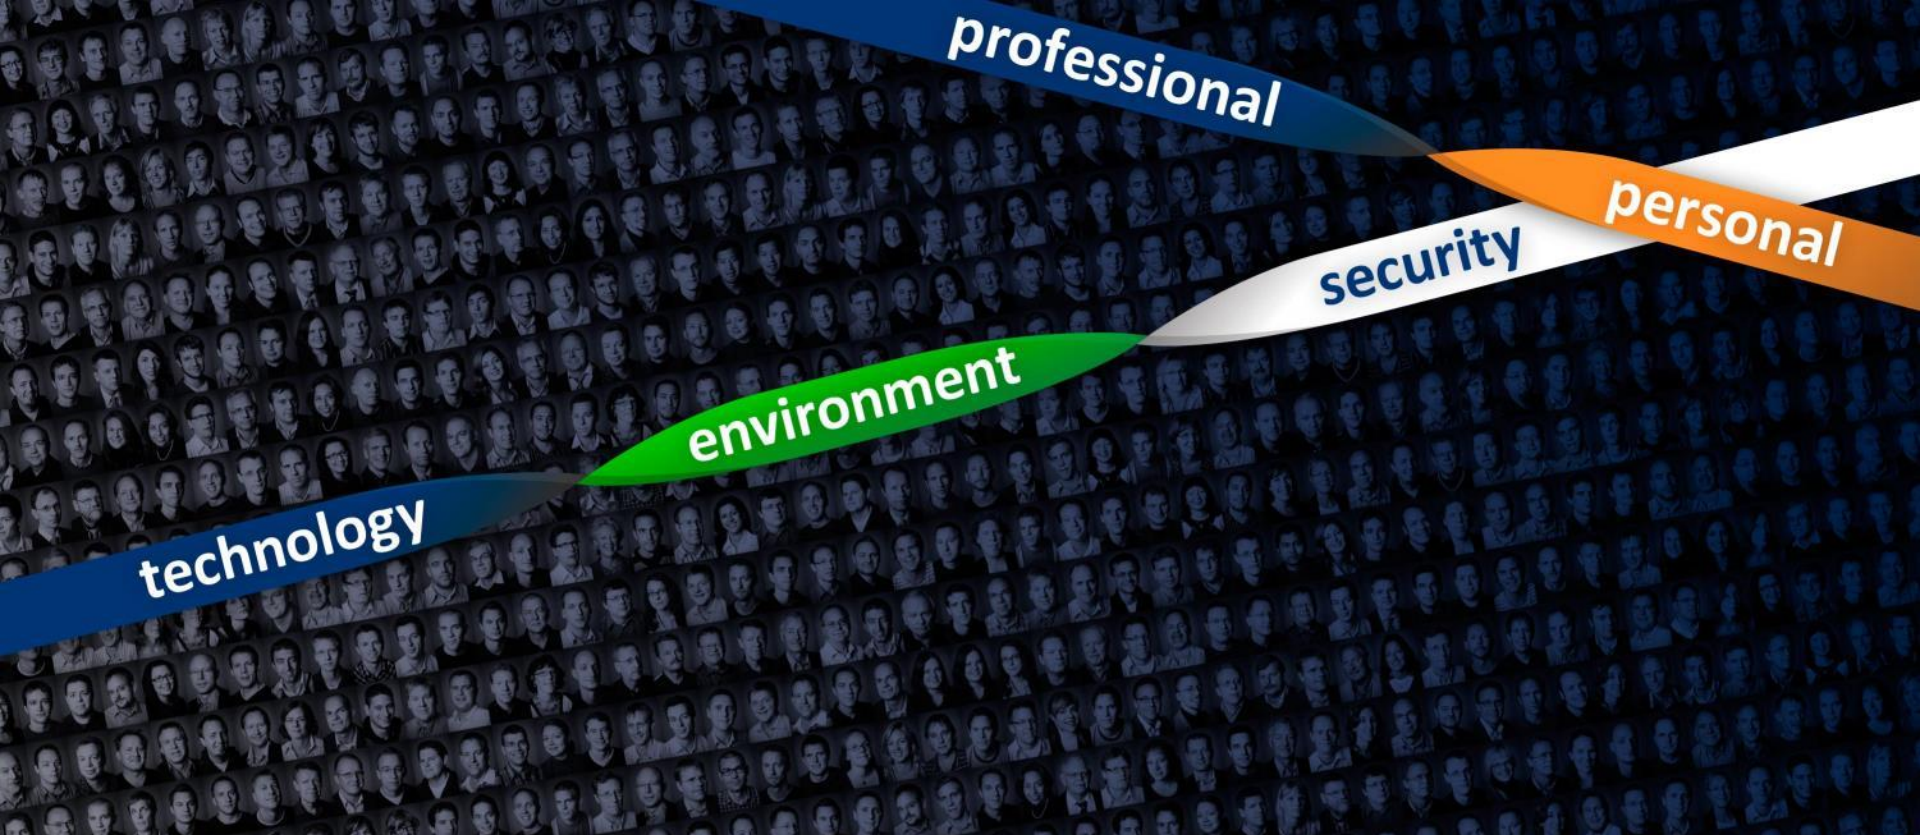 professional
personal
security
environment
technology